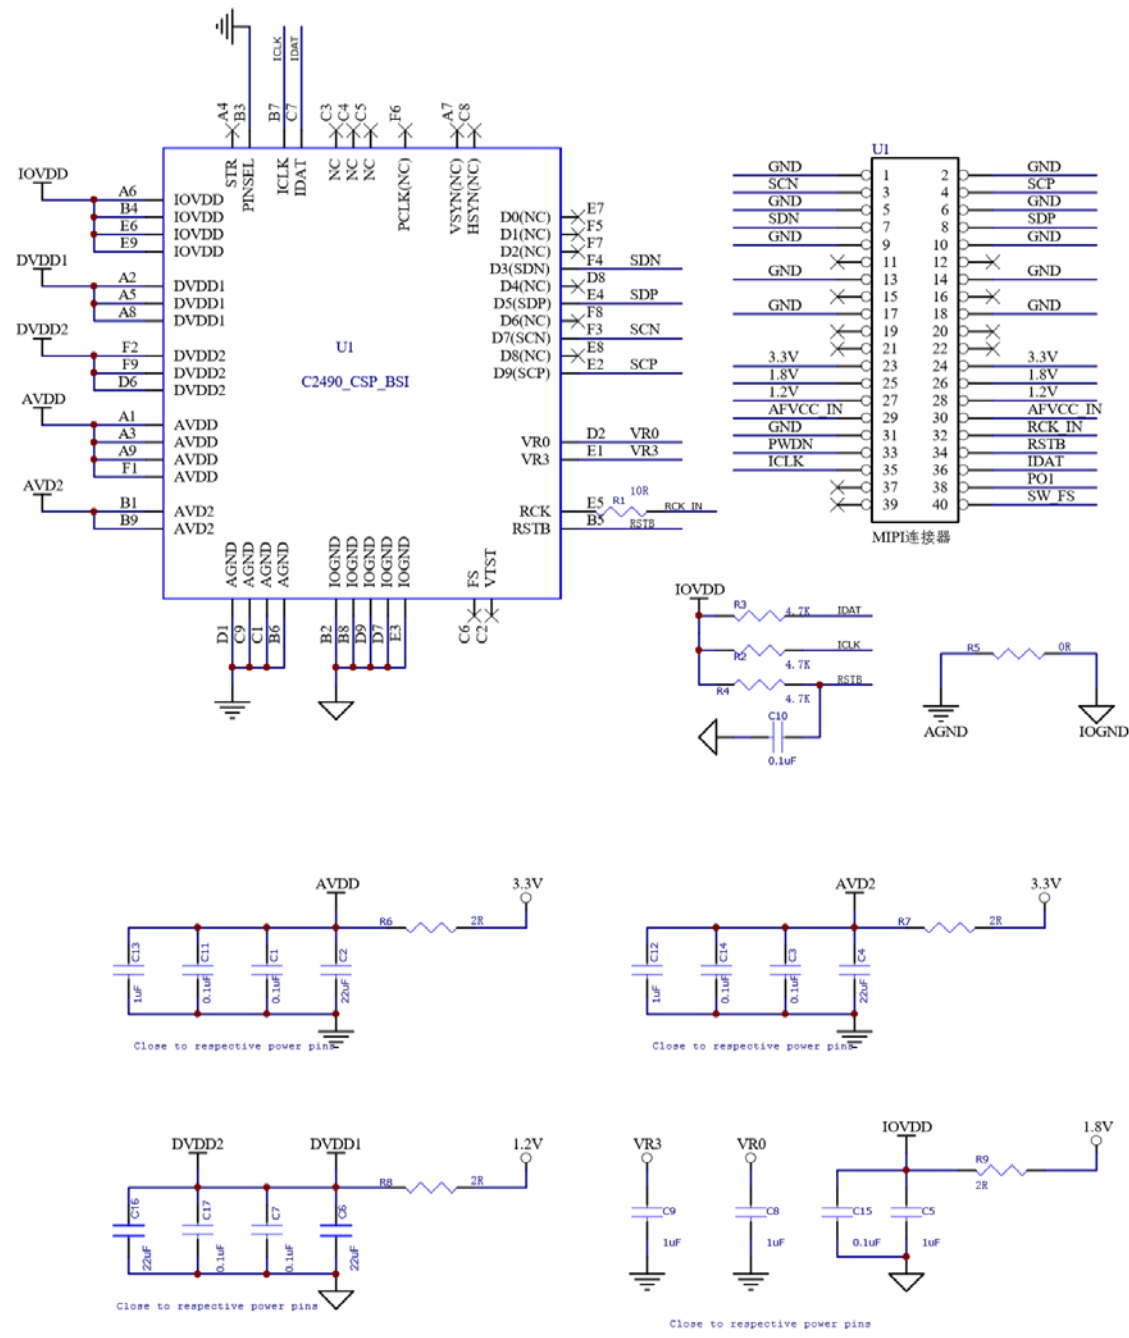 ICLK
IDAT
A4
B3
B7
C7
C3
C4
C5
F6
A7
C8
STR
PINSEL
ICLK
IDAT
NC
NC
NC
PCLK(NC)
VSYN(NC)
HSYN(NC)
IOVDD
A6 IOVDD
B4 IOVDD
E6 IOVDD
E9 IOVDD
DVDD1
A2 DVDD1
A5 DVDD1
A8 DVDD1
DVDD2
F2 DVDD2
F9 DVDD2
D6 DVDD2
AVDD
A1 AVDD
A3 AVDD
A9 AVDD
F1 AVDD
AVD2
B1 AVD2
B9 AVD2
U1
C2490_CSP_BSI
D0(NC) E7
D1(NC) F5
D2(NC) F7
D3(SDN) F4 SDN
D4(NC) D8
D5(SDP) E4 SDP
D6(NC) F8
D7(SCN) F3 SCN
D8(NC) E8
D9(SCP) E2 SCP
VR0 D2 VR0
VR3 E1 VR3
RCK E5 R1 10R RCK_IN
RSTB B5 RSTB
AGND
AGND
AGND
AGND
IOGND
IOGND
IOGND
IOGND
IOGND
FS
VTST
D1
C9
C1
B6
B2
B8
D9
D7
E3
C6
C2
U1
GND 1 2 GND
SCN 3 4 SCP
GND 5 6 GND
SDN 7 8 SDP
GND 9 10 GND
11 12
GND 13 14 GND
15 16
GND 17 18 GND
19 20
21 22
3.3V 23 24 3.3V
1.8V 25 26 1.8V
1.2V 27 28 1.2V
AFVCC_IN 29 30 AFVCC_IN
GND 31 32 RCK_IN
PWDN 33 34 RSTB
ICLK 35 36 IDAT
37 38 PO1
39 40 SW_FS
MIPI连接器
IOVDD
R3 4.7K IDAT
R2 4.7K ICLK
R4 4.7K RSTB
C10
0.1uF
R5 0R
AGND
IOGND
AVDD
3.3V
R6 2R
C13 1uF
C11 0.1uF
C1 0.1uF
C2 22uF
Close to respective power pins
AVD2
3.3V
R7 2R
C12 1uF
C14 0.1uF
C3 0.1uF
C4 22uF
Close to respective power pins
DVDD2
DVDD1
1.2V
R8 2R
C16 22uF
C17 0.1uF
C7 0.1uF
C6 22uF
Close to respective power pins
VR3
C9
1uF
VR0
C8
1uF
IOVDD
1.8V
R9
2R
C15
0.1uF
C5
1uF
Close to respective power pins